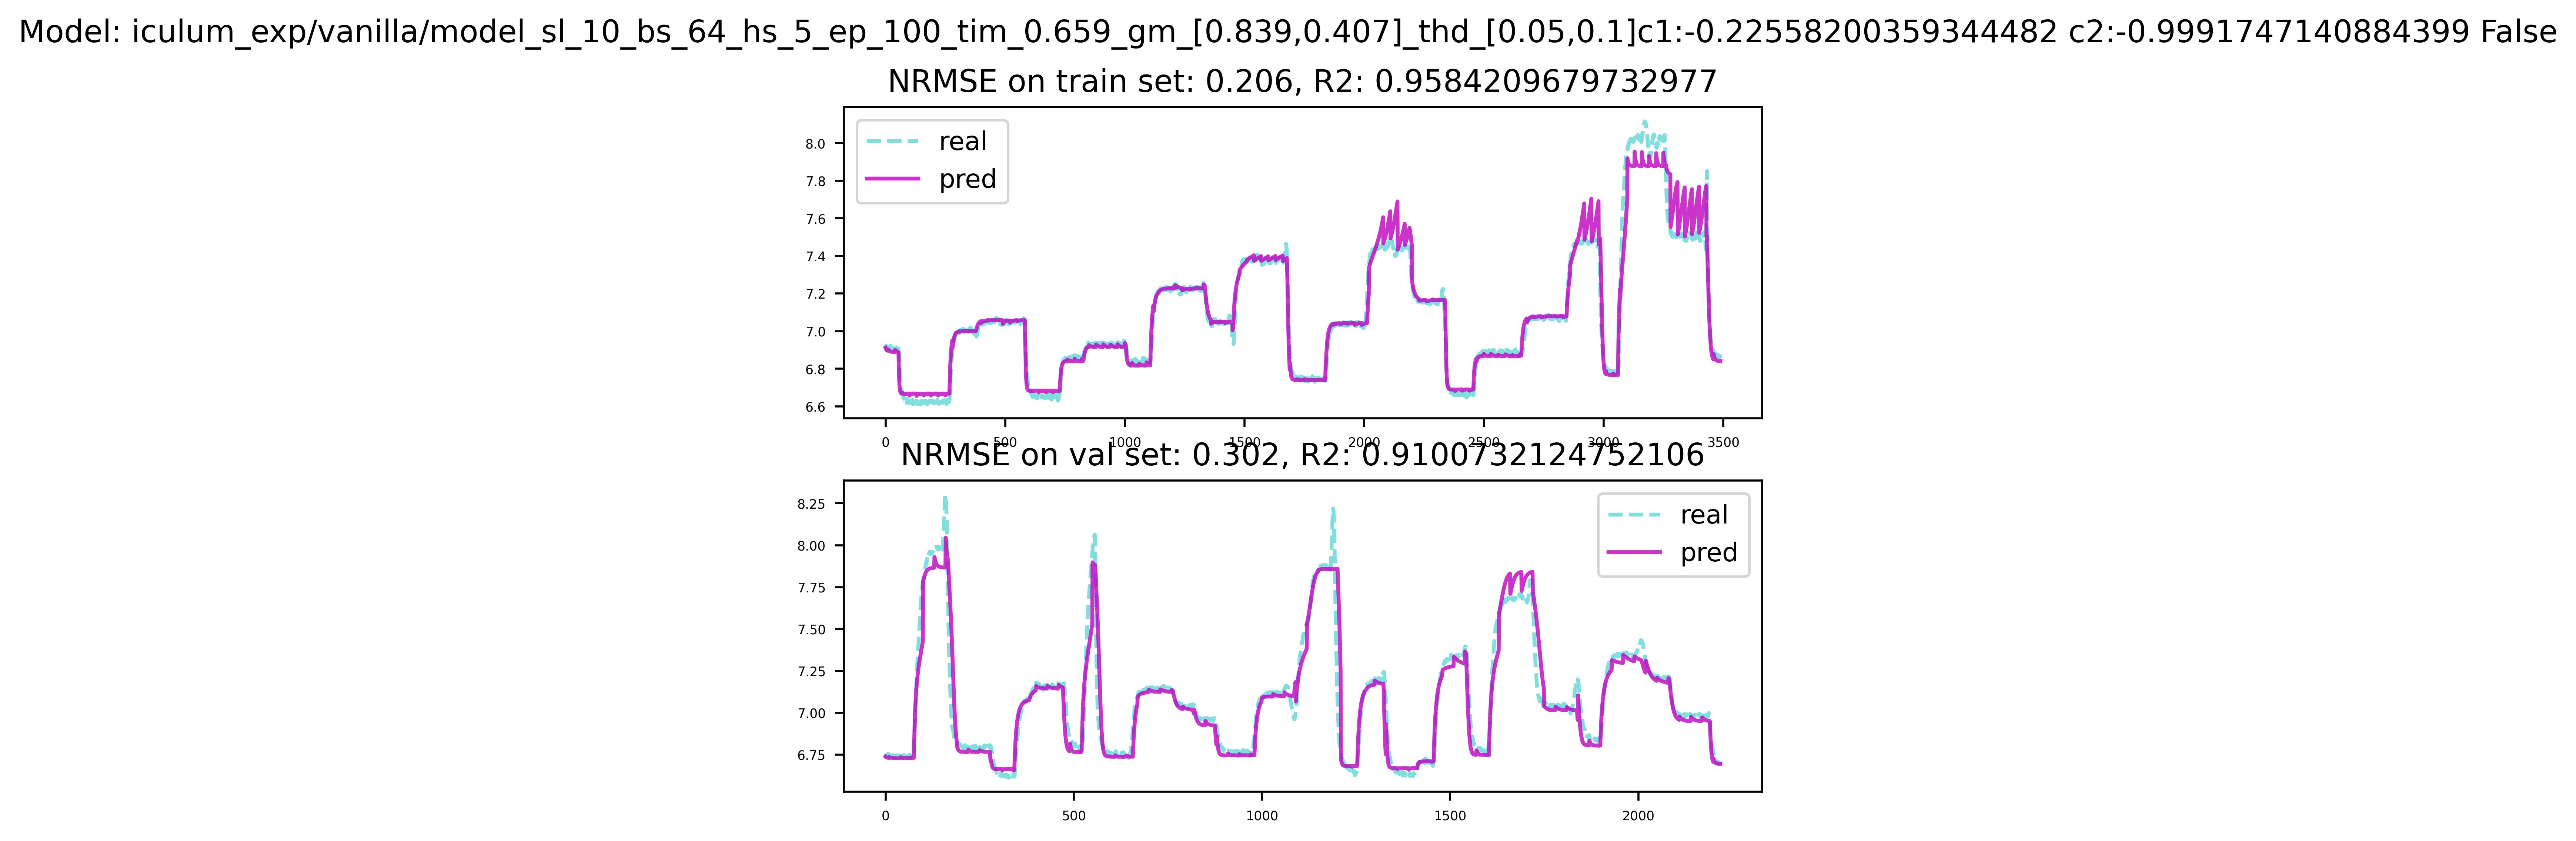 Model: iculum_exp/vanilla/model_sl_10_bs_64_hs_5_ep_100_tim_0.659_gm_[0.839,0.407]_thd_[0.05,0.1]c1:-0.22558200359344482 c2:-0.9991747140884399 False
NRMSE on train set: 0.206, R2: 0.9584209679732977
real
pred
8.0
7.8
7.6
7.4
7.2
7.0
6.8
6.6
0 500 1000 1500 2000 2500 3000 3500
NRMSE on val set: 0.302, R2: 0.9100732124752106
real
pred
8.25
8.00
7.75
7.50
7.25
7.00
6.75
0 500 1000 1500 2000